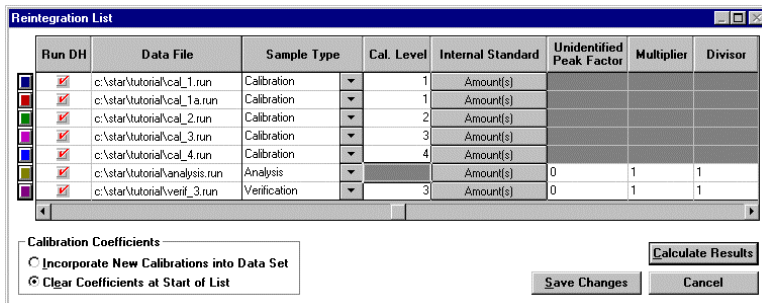 Reintegration List
Run DH Data File Sample Type Cal. Level Internal Standard Unidentified Peak Factor Multiplier Divisor
c:\star\tutorial\cal_1.run Calibration 1 Amount(s)
c:\star\tutorial\cal_1a.run Calibration 1 Amount(s)
c:\star\tutorial\cal_2.run Calibration 2 Amount(s)
c:\star\tutorial\cal_3.run Calibration 3 Amount(s)
c:\star\tutorial\cal_4.run Calibration 4 Amount(s)
c:\star\tutorial\analysis.run Analysis Amount(s) 0 1 1
c:\star\tutorial\verif_3.run Verification 3 Amount(s) 0 1 1
Calibration Coefficients
Incorporate New Calibrations into Data Set
Clear Coefficients at Start of List
Calculate Results
Save Changes Cancel